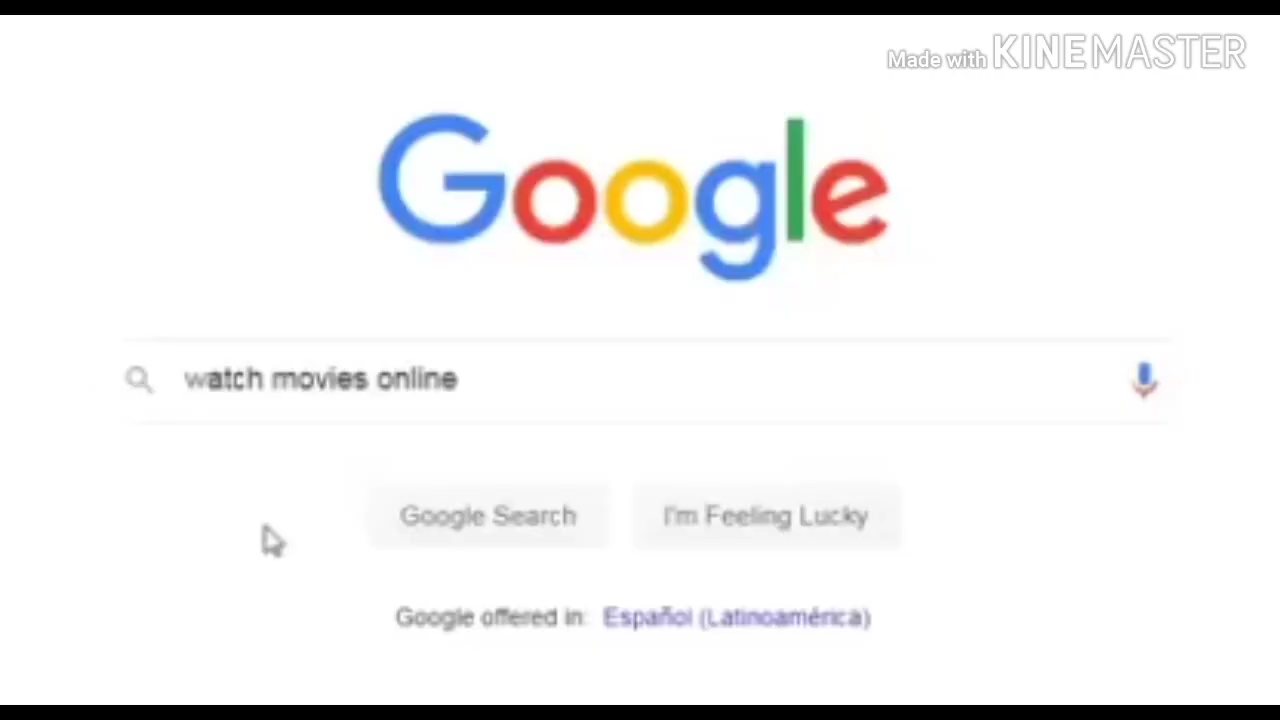 Made with KINEMASTER
Google
watch movies online
Google Search
I'm Feeling Lucky
Google offered in: Español (Latinoamérica)